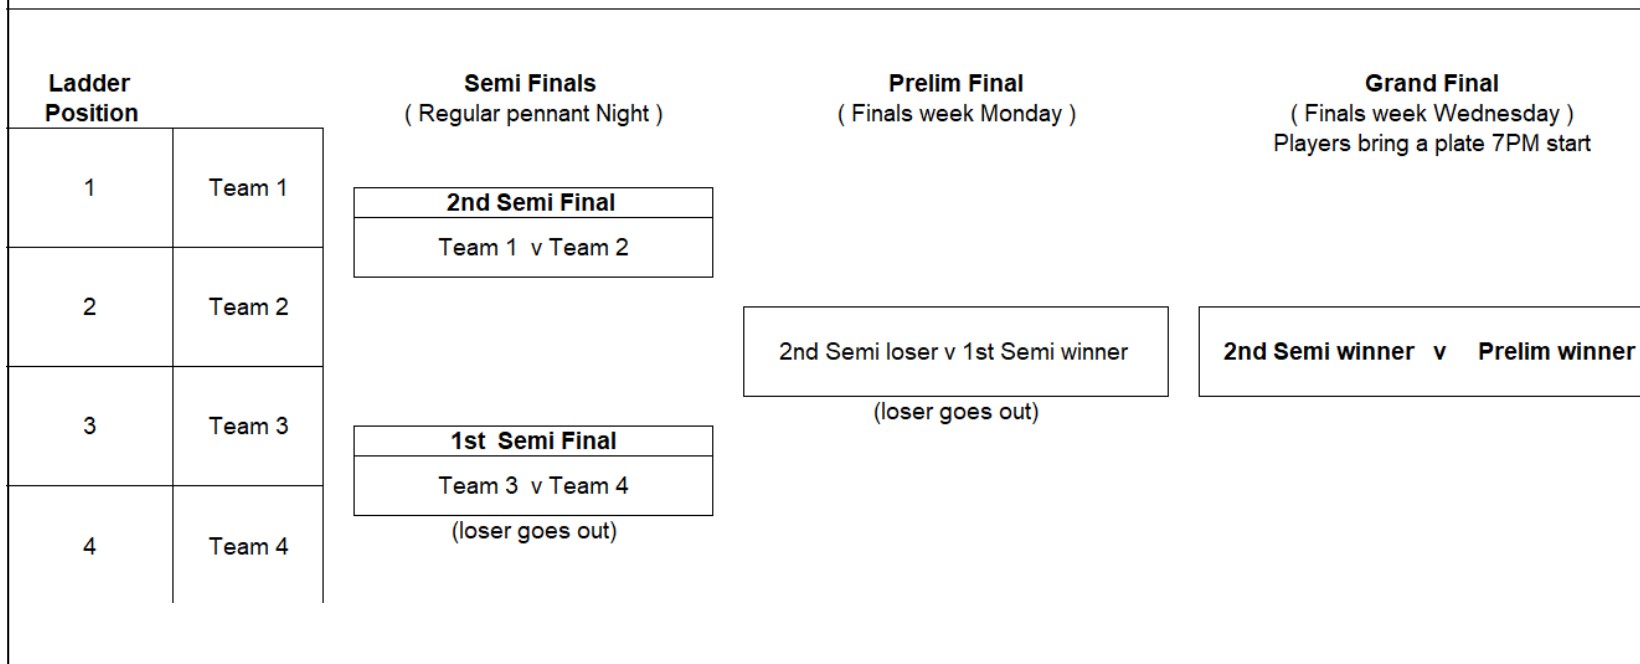 Ladder Position
Semi Finals
( Regular pennant Night )
Prelim Final
( Finals week Monday )
Grand Final
( Finals week Wednesday )
Players bring a plate 7PM start
1 Team 1
2nd Semi Final
Team 1 v Team 2
2 Team 2
2nd Semi loser v 1st Semi winner
(loser goes out)
2nd Semi winner v Prelim winner
3 Team 3
1st Semi Final
Team 3 v Team 4
(loser goes out)
4 Team 4